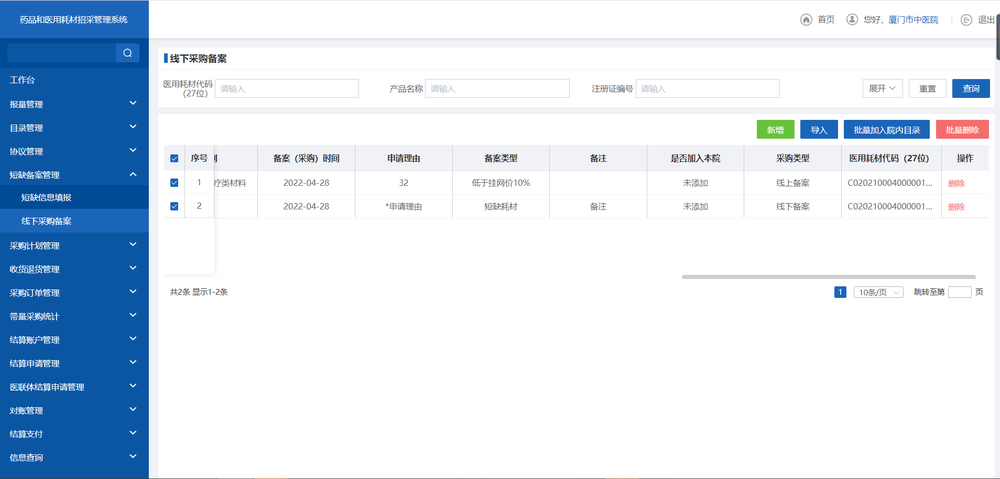 药品和医用耗材招采管理系统
首页
您好，厦门市中医院
退出
工作台
报量管理
目录管理
协议管理
短缺备案管理
短缺信息填报
线下采购备案
采购计划管理
收货退货管理
采购订单管理
带量采购统计
结算账户管理
结算申请管理
医联体结算申请管理
对账管理
结算支付
信息查询
线下采购备案
医用耗材代码（27位） 请输入 产品名称 请输入 注册证编号 请输入 展开 重置 查询
新增 导入 批量加入院内目录 批量删除
序号 备案（采购）时间 申请理由 备案类型 备注 是否加入本院 采购类型 医用耗材代码（27位） 操作
1 疗类材料 2022-04-28 32 低于挂网价10% 未添加 线上备案 C020210004000001... 删除
2 2022-04-28 *申请理由 短缺耗材 备注 未添加 线下备案 C020210004000001... 删除
共2条 显示1-2条 1 10条/页 跳转至第 页